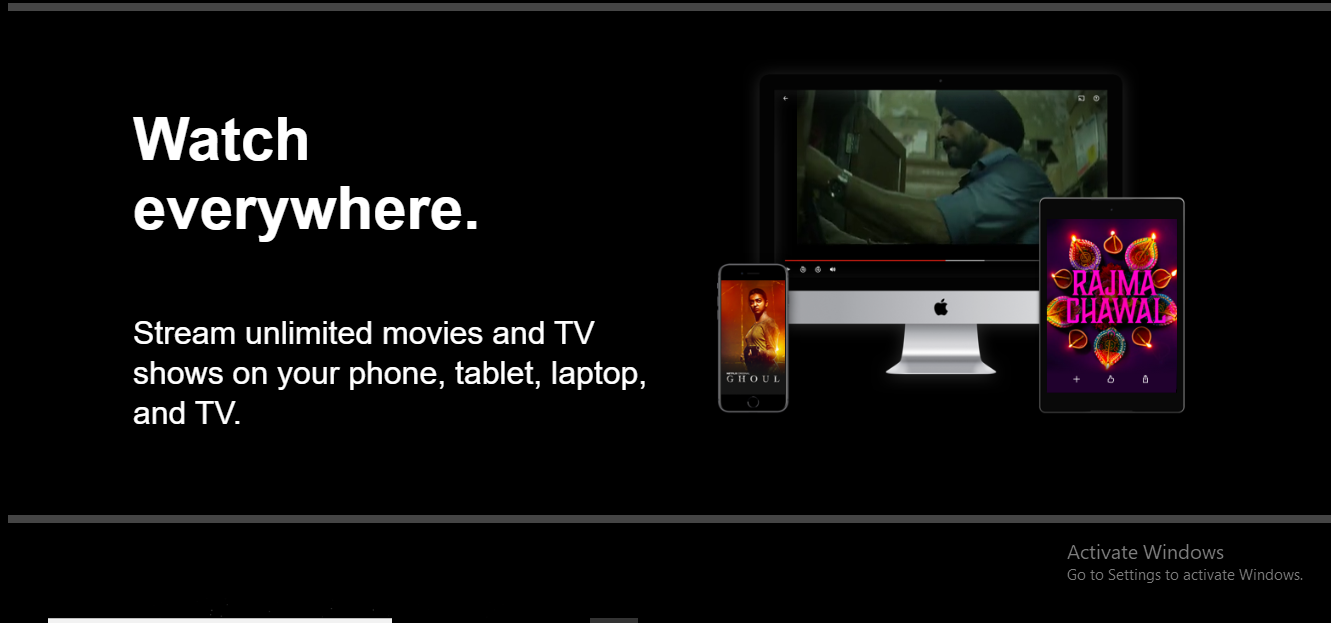 Watch
everywhere.
Stream unlimited movies and TV
shows on your phone, tablet, laptop,
and TV.
GHOUL
RAJMA
CHAWAL
Activate Windows
Go to Settings to activate Windows.